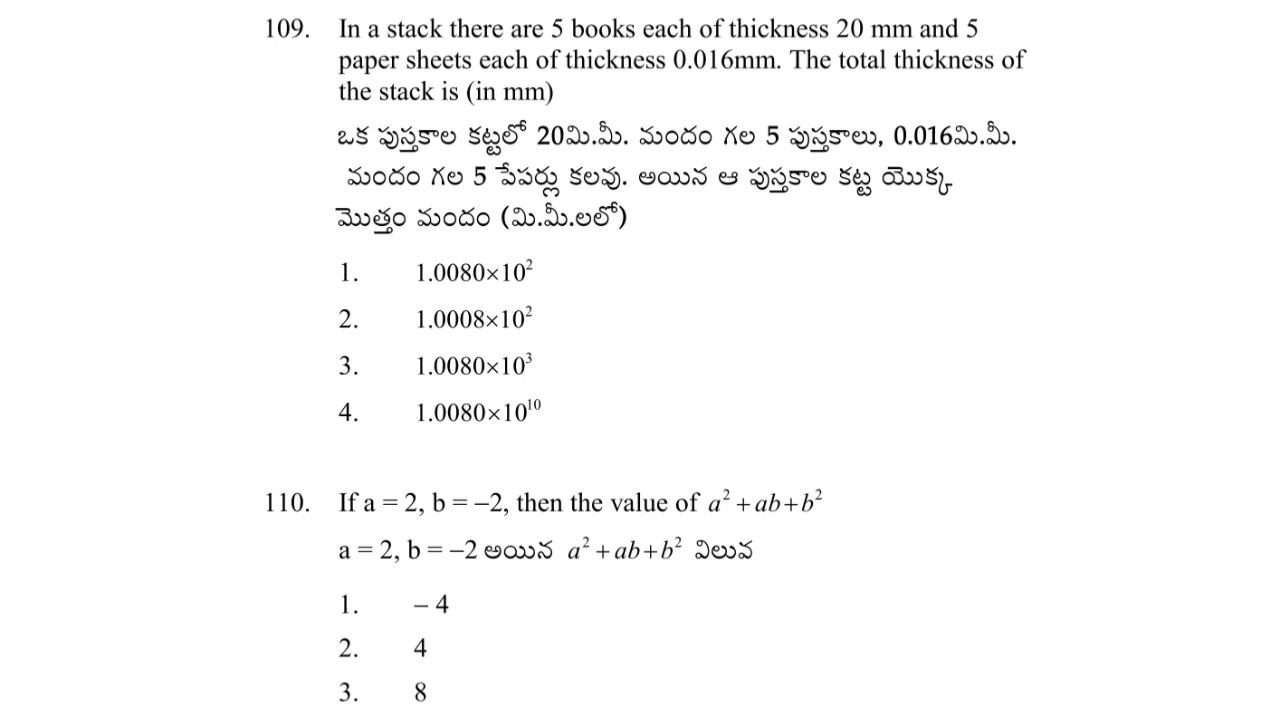 109. In a stack there are 5 books each of thickness 20 mm and 5
paper sheets each of thickness 0.016mm. The total thickness of
the stack is (in mm)
ఒక పుస్తకాల కట్టలో 20మి.మీ. మందం గల 5 పుస్తకాలు, 0.016మి.మీ.
మందం గల 5 పేపర్లు కలవు. అయిన ఆ పుస్తకాల కట్ట యొక్క
మొత్తం మందం (మి.మీ.లలో)
1. 1.0080×10²
2. 1.0008×10²
3. 1.0080×10³
4. 1.0080×10¹⁰
110. If a = 2, b = –2, then the value of a² + ab + b²
a = 2, b = –2 అయిన a² + ab + b² విలువ
1. – 4
2. 4
3. 8